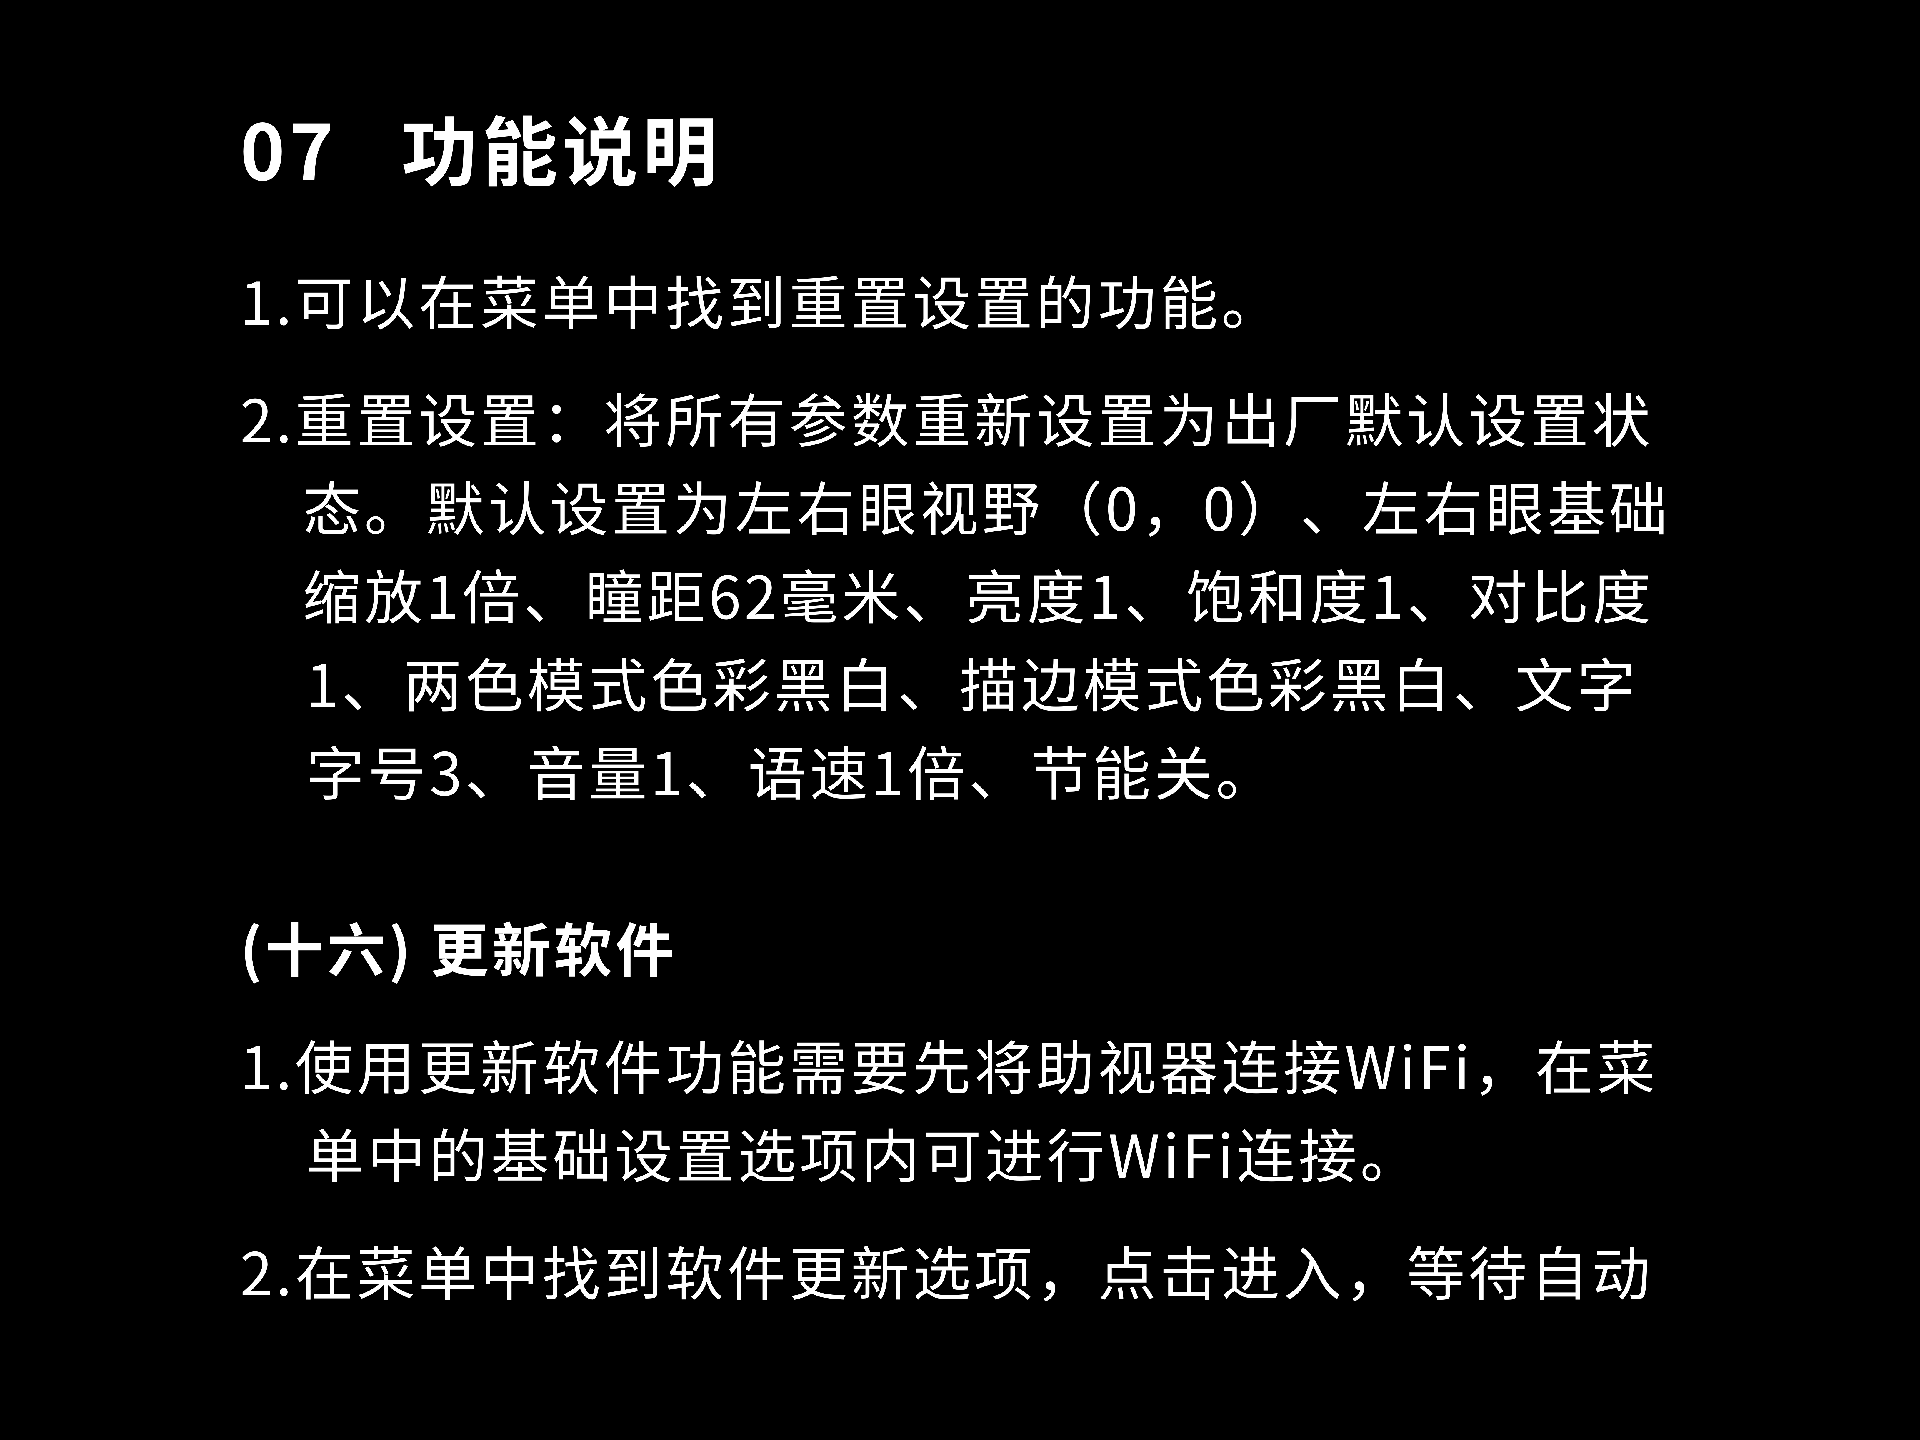 07 功能说明
1.可以在菜单中找到重置设置的功能。
2.重置设置：将所有参数重新设置为出厂默认设置状
态。默认设置为左右眼视野（0，0）、左右眼基础
缩放1倍、瞳距62毫米、亮度1、饱和度1、对比度
1、两色模式色彩黑白、描边模式色彩黑白、文字
字号3、音量1、语速1倍、节能关。
(十六) 更新软件
1.使用更新软件功能需要先将助视器连接WiFi，在菜
单中的基础设置选项内可进行WiFi连接。
2.在菜单中找到软件更新选项，点击进入，等待自动